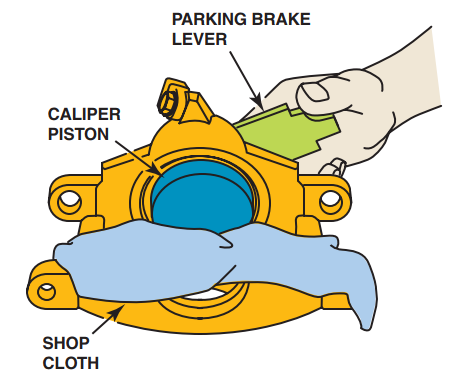 PARKING BRAKE
LEVER
CALIPER
PISTON
SHOP
CLOTH